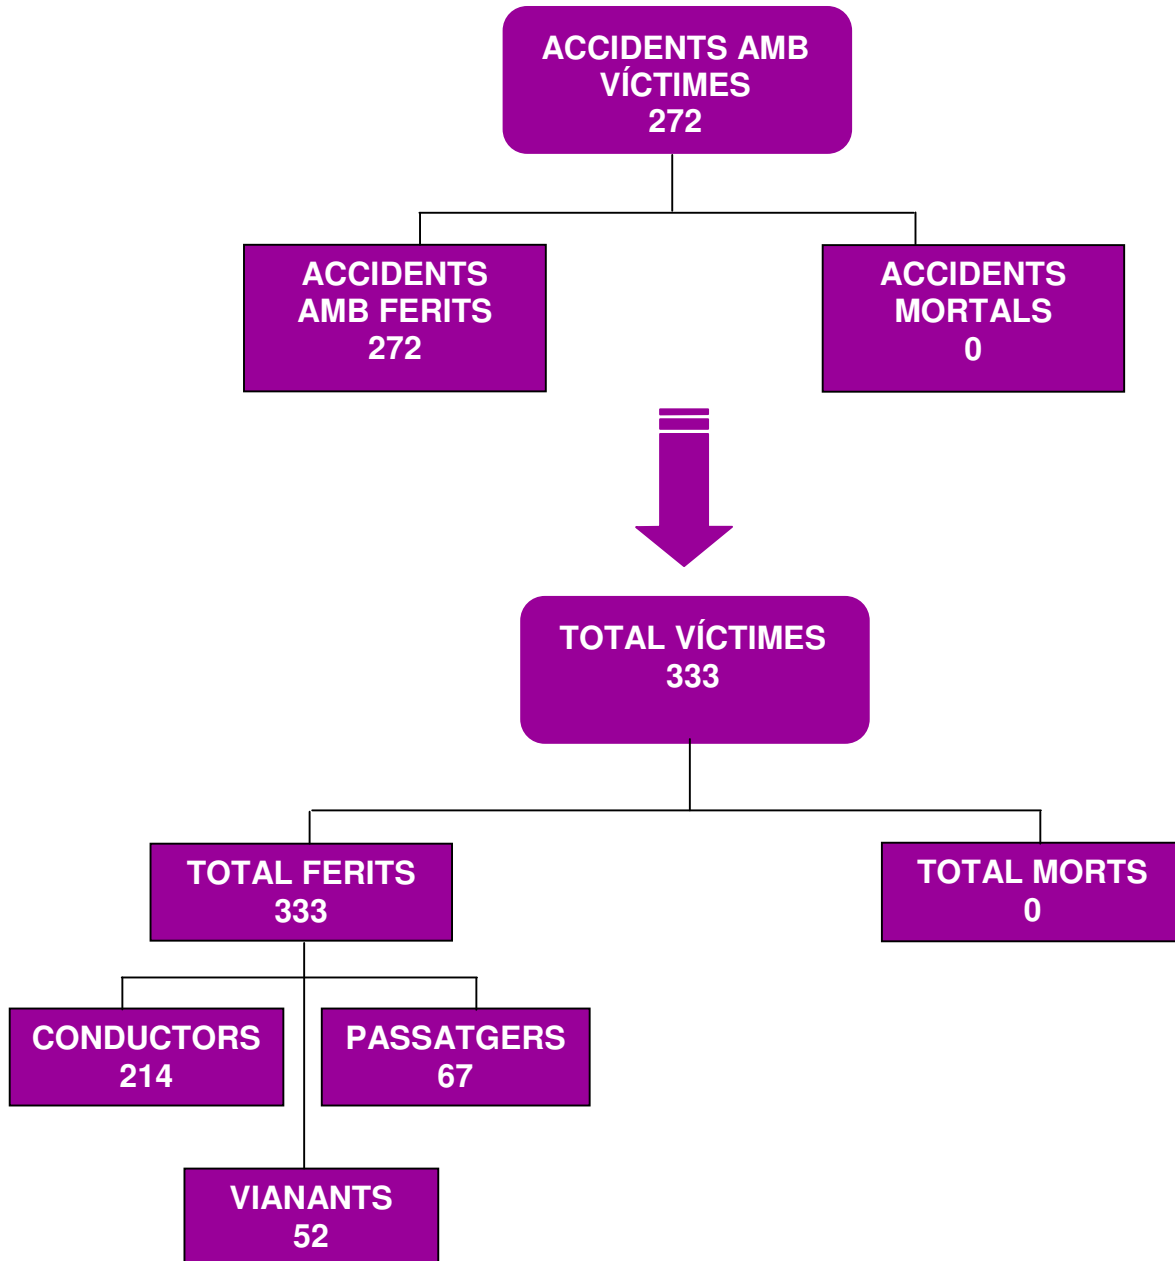 ACCIDENTS AMB
VÍCTIMES
272
ACCIDENTS
AMB FERITS
272
ACCIDENTS
MORTALS
0
TOTAL VÍCTIMES
333
TOTAL FERITS
333
TOTAL MORTS
0
CONDUCTORS
214
PASSATGERS
67
VIANANTS
52